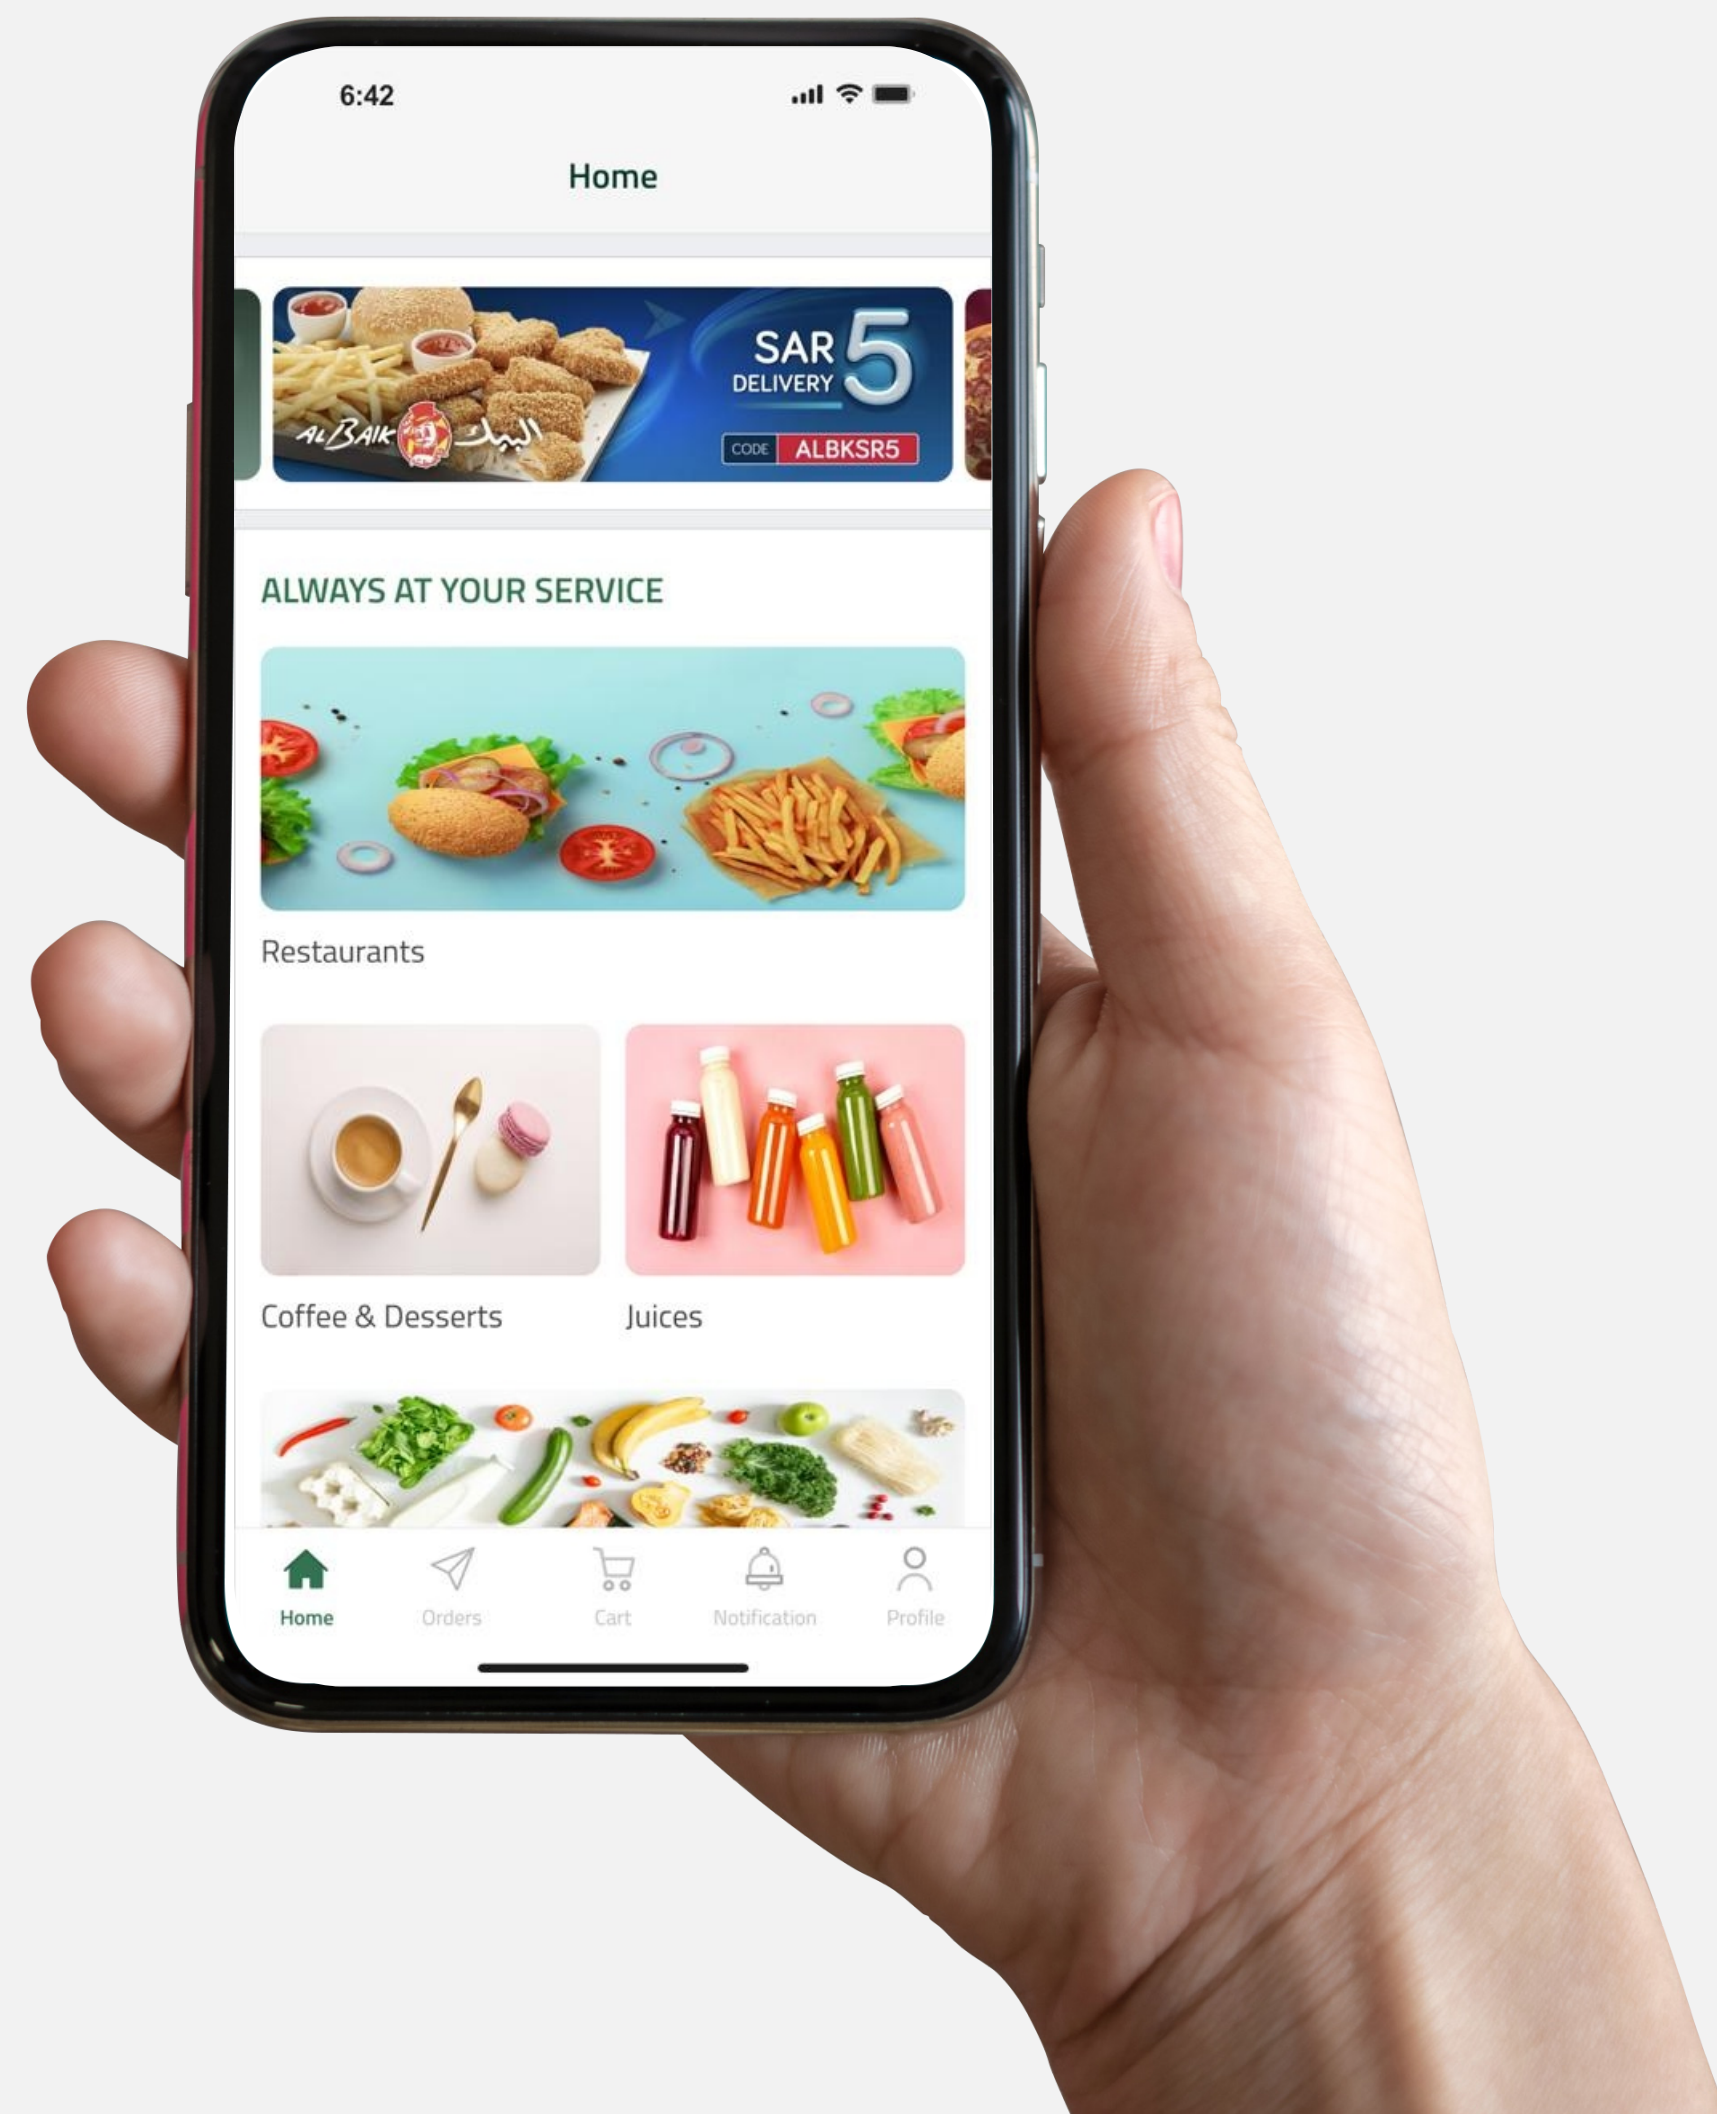 6:42
Home
SAR 5
DELIVERY
ALBAIK البيك
CODE ALBKSR5
ALWAYS AT YOUR SERVICE
Restaurants
Coffee & Desserts
Juices
Home
Orders
Cart
Notification
Profile